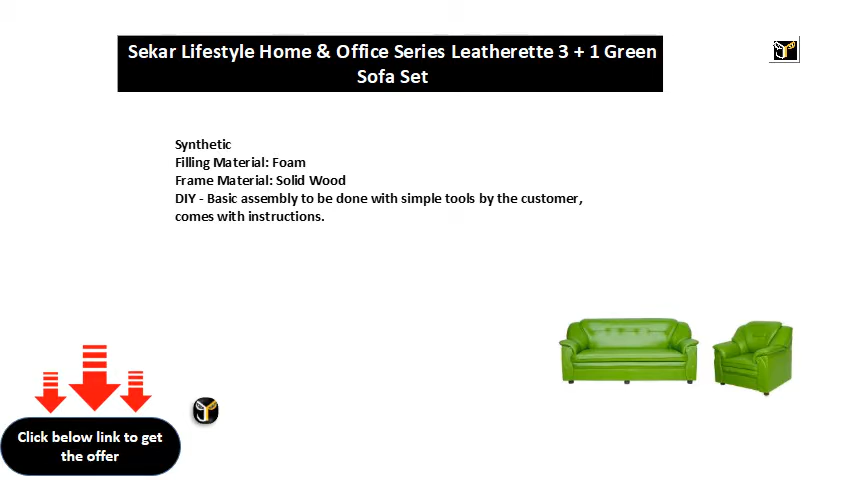 Sekar Lifestyle Home & Office Series Leatherette 3 + 1 Green
Sofa Set
Synthetic
Filling Material: Foam
Frame Material: Solid Wood
DIY - Basic assembly to be done with simple tools by the customer,
comes with instructions.
Click below link to get
the offer